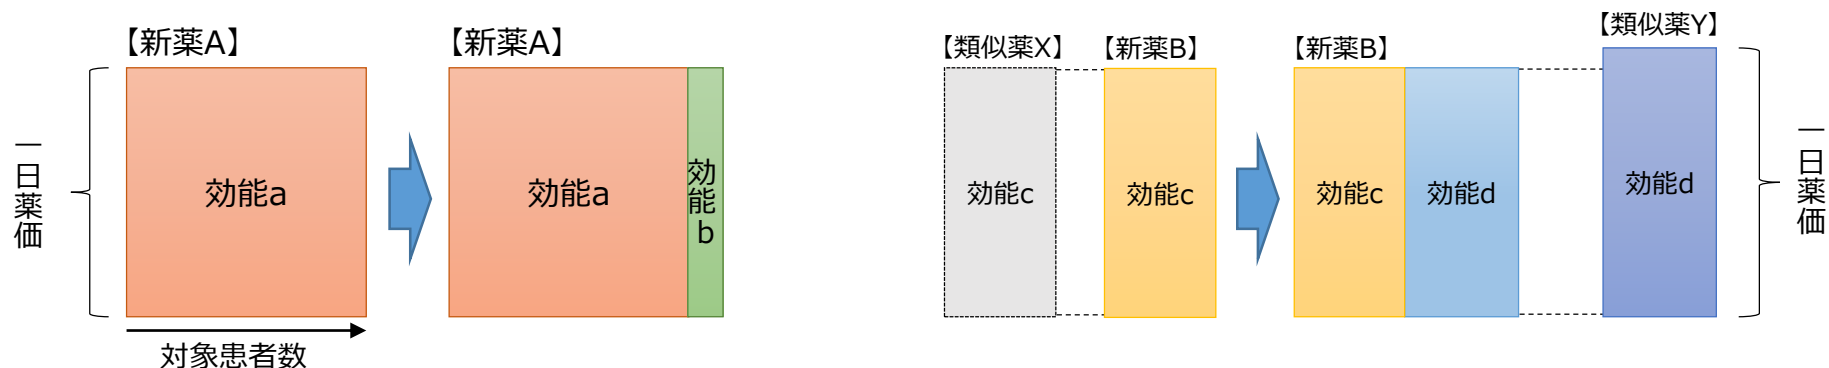 【新薬A】
【新薬A】
一日薬価
効能a
効能a
効能b
対象患者数
【類似薬X】
【新薬B】
【新薬B】
【類似薬Y】
効能c
効能c
効能c
効能d
効能d
一日薬価